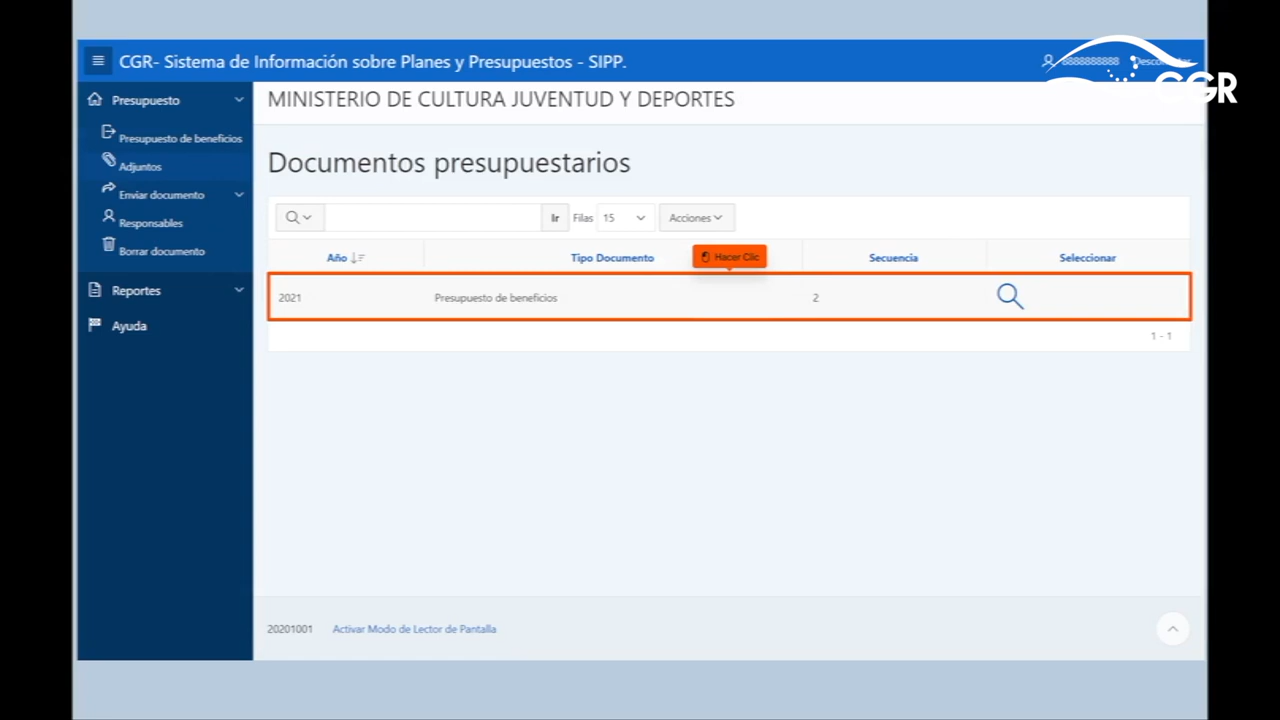 CGR- Sistema de Información sobre Planes y Presupuestos - SIPP.
8888888888
CGR
Presupuesto
Presupuesto de beneficios
Adjuntos
Enviar documento
Responsables
Borrar documento
Reportes
Ayuda
MINISTERIO DE CULTURA JUVENTUD Y DEPORTES
Documentos presupuestarios
Ir Filas 15 Acciones
Año Tipo Documento Hacer Clic Secuencia Seleccionar
2021 Presupuesto de beneficios 2
1 - 1
20201001 Activar Modo de Lector de Pantalla